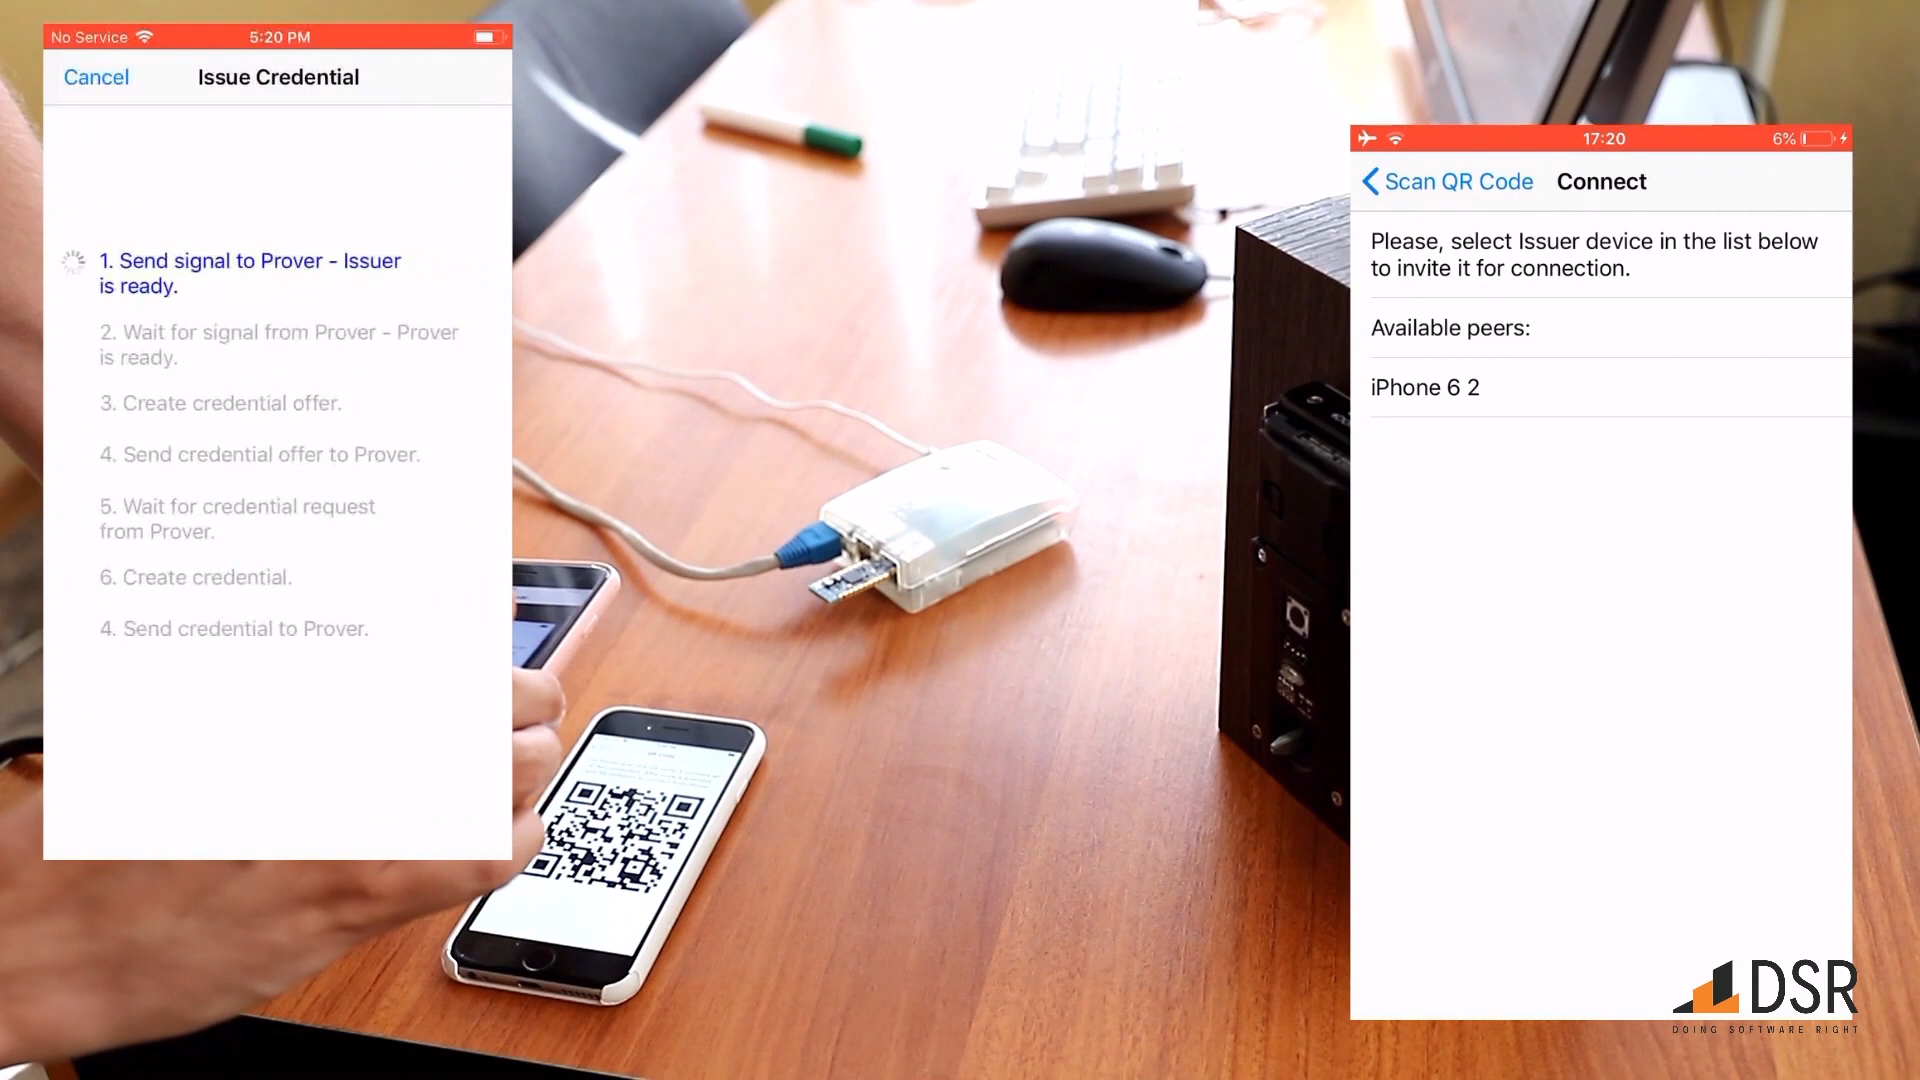 No Service
5:20 PM
Cancel
Issue Credential
1. Send signal to Prover - Issuer
is ready.
2. Wait for signal from Prover - Prover
is ready.
3. Create credential offer.
4. Send credential offer to Prover.
5. Wait for credential request
from Prover.
6. Create credential.
4. Send credential to Prover.
17:20
6%
Scan QR Code
Connect
Please, select Issuer device in the list below
to invite it for connection.
Available peers:
iPhone 6 2
DSR
DOING SOFTWARE RIGHT